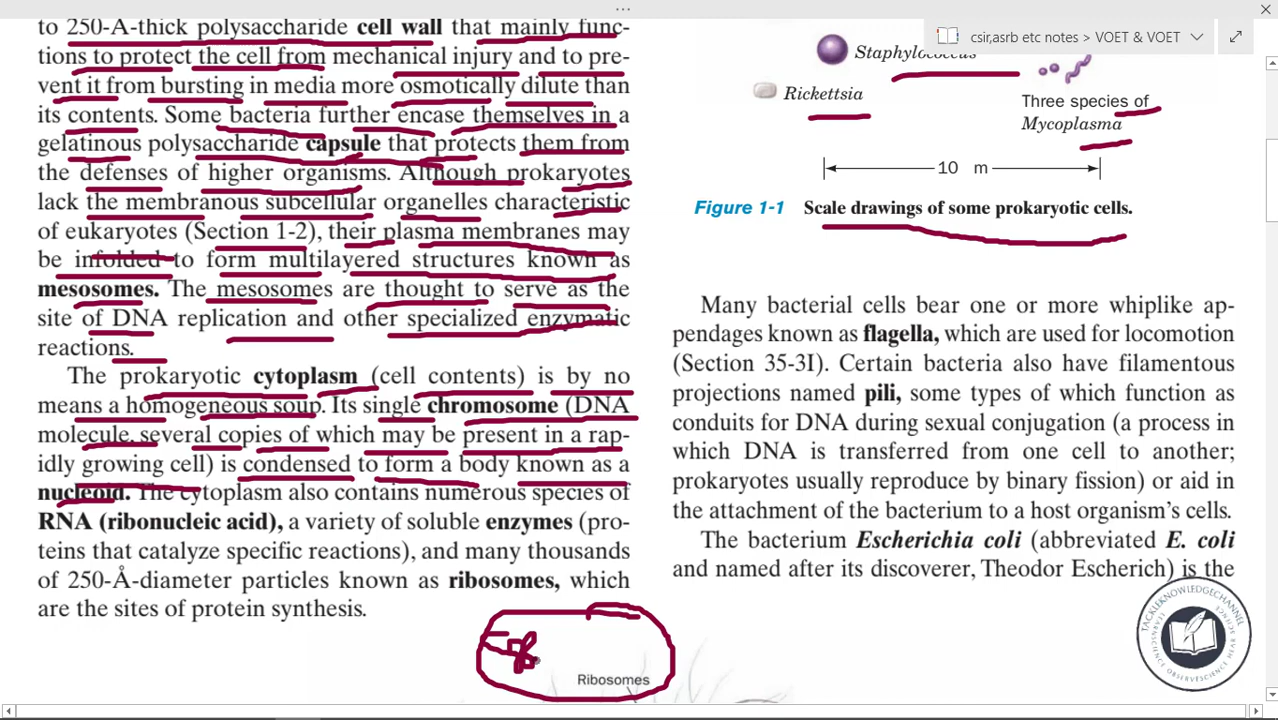 csir,asrb etc notes > VOET & VOET
to 250-Å-thick polysaccharide cell wall that mainly func-
tions to protect the cell from mechanical injury and to pre-
vent it from bursting in media more osmotically dilute than
its contents. Some bacteria further encase themselves in a
gelatinous polysaccharide capsule that protects them from
the defenses of higher organisms. Although prokaryotes
lack the membranous subcellular organelles characteristic
of eukaryotes (Section 1-2), their plasma membranes may
be infolded to form multilayered structures known as
mesosomes. The mesosomes are thought to serve as the
site of DNA replication and other specialized enzymatic
reactions.
The prokaryotic cytoplasm (cell contents) is by no
means a homogeneous soup. Its single chromosome (DNA
molecule, several copies of which may be present in a rap-
idly growing cell) is condensed to form a body known as a
nucleoid. The cytoplasm also contains numerous species of
RNA (ribonucleic acid), a variety of soluble enzymes (pro-
teins that catalyze specific reactions), and many thousands
of 250-Å-diameter particles known as ribosomes, which
are the sites of protein synthesis.
Ribosomes
Staphylococcus
Rickettsia
Three species of
Mycoplasma
10 m
Figure 1-1 Scale drawings of some prokaryotic cells.
Many bacterial cells bear one or more whiplike ap-
pendages known as flagella, which are used for locomotion
(Section 35-3I). Certain bacteria also have filamentous
projections named pili, some types of which function as
conduits for DNA during sexual conjugation (a process in
which DNA is transferred from one cell to another;
prokaryotes usually reproduce by binary fission) or aid in
the attachment of the bacterium to a host organism's cells.
The bacterium Escherichia coli (abbreviated E. coli
and named after its discoverer, Theodor Escherich) is the
TACKLEKNOWLEDGECHANNEL